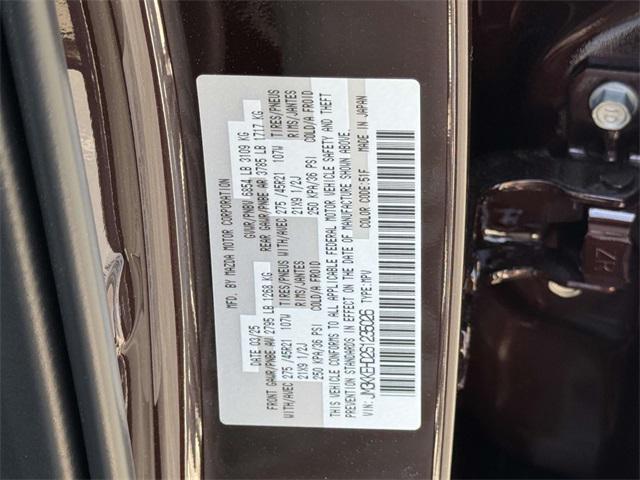 MFD. BY MAZDA MOTOR CORPORATION
DATE 03/25 GVWR/PNBV 6854 LB 3109 KG
FRONT GAWR/PNBE AV 2795 LB 1268 KG REAR GAWR/PNBE AR 3785 LB 1717 KG
WITH/AVEC 275 /45R21 107W TIRES/PNEUS WITH/AVEC 275 /45R21 107W TIRES/PNEUS
21X9 1/2J RIMS/JANTES 21X9 1/2J RIMS/JANTES
250 KPA/36 PSI COLD/A FROID 250 KPA/36 PSI COLD/A FROID
THIS VEHICLE CONFORMS TO ALL APPLICABLE FEDERAL MOTOR VEHICLE SAFETY AND THEFT
PREVENTION STANDARDS IN EFFECT ON THE DATE OF MANUFACTURE SHOWN ABOVE.
VIN: JM3KKEHD2S1235026 TYPE:MPV COLOR CODE:51F MADE IN JAPAN
ZR